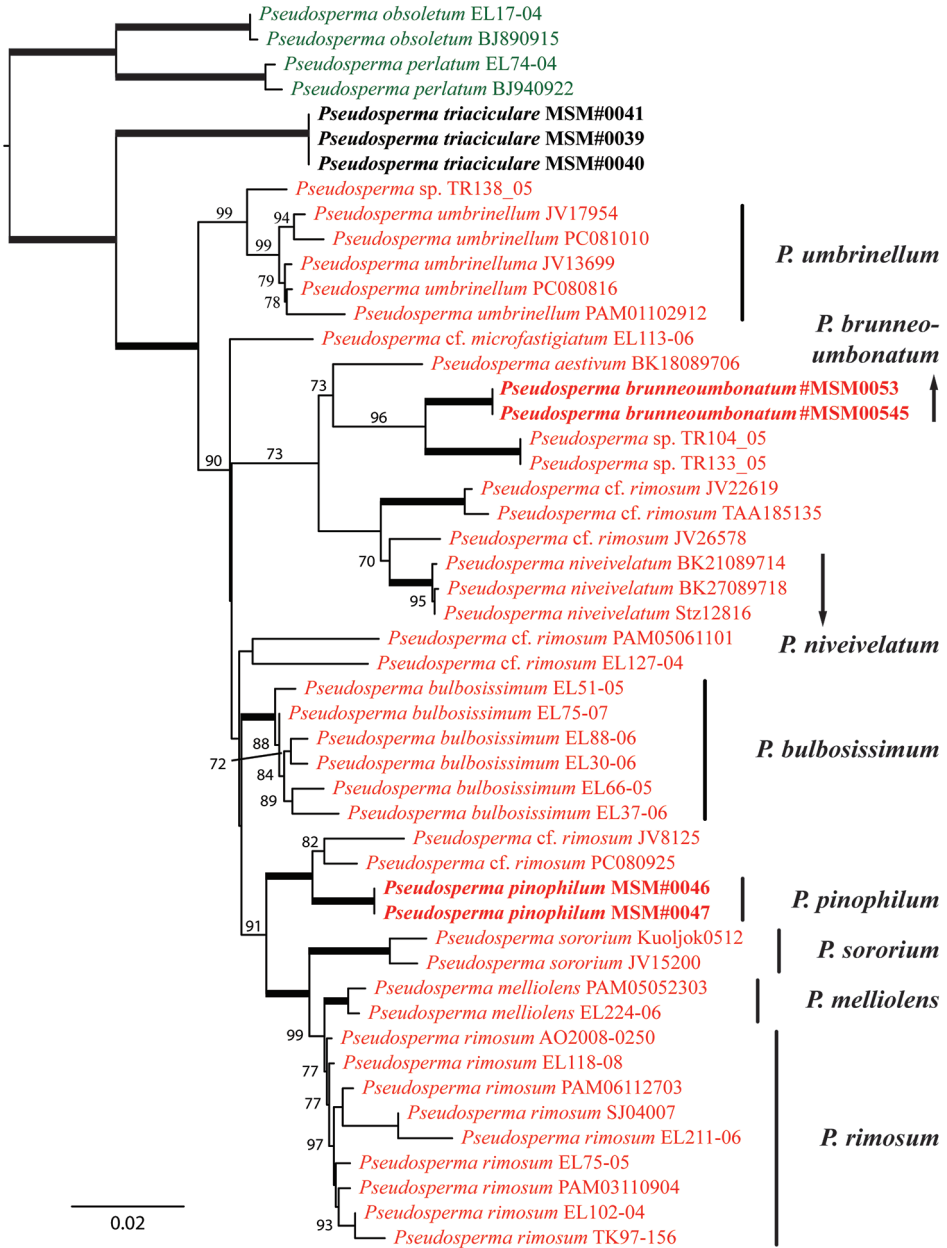 Pseudosperma obsoletum EL17-04
Pseudosperma obsoletum BJ890915
Pseudosperma perlatum EL74-04
Pseudosperma perlatum BJ940922
Pseudosperma triaciculare MSM#0041
Pseudosperma triaciculare MSM#0039
Pseudosperma triaciculare MSM#0040
Pseudosperma sp. TR138_05
99
94
Pseudosperma umbrinellum JV17954
Pseudosperma umbrinellum PC081010
99
P. umbrinellum
Pseudosperma umbrinelluma JV13699
79
Pseudosperma umbrinellum PC080816
78
Pseudosperma umbrinellum PAM01102912
P. brunneo-
umbonatum
Pseudosperma cf. microfastigiatum EL113-06
Pseudosperma aestivum BK18089706
73
Pseudosperma brunneoumbonatum #MSM0053
Pseudosperma brunneoumbonatum #MSM00545
96
Pseudosperma sp. TR104_05
Pseudosperma sp. TR133_05
90
73
Pseudosperma cf. rimosum JV22619
Pseudosperma cf. rimosum TAA185135
Pseudosperma cf. rimosum JV26578
70
Pseudosperma niveivelatum BK21089714
Pseudosperma niveivelatum BK27089718
95
Pseudosperma niveivelatum Stz12816
P. niveivelatum
Pseudosperma cf. rimosum PAM05061101
Pseudosperma cf. rimosum EL127-04
Pseudosperma bulbosissimum EL51-05
Pseudosperma bulbosissimum EL75-07
88
Pseudosperma bulbosissimum EL88-06
P. bulbosissimum
72
Pseudosperma bulbosissimum EL30-06
84
Pseudosperma bulbosissimum EL66-05
89
Pseudosperma bulbosissimum EL37-06
82
Pseudosperma cf. rimosum JV8125
Pseudosperma cf. rimosum PC080925
Pseudosperma pinophilum MSM#0046
P. pinophilum
Pseudosperma pinophilum MSM#0047
91
Pseudosperma sororium Kuoljok0512
P. sororium
Pseudosperma sororium JV15200
Pseudosperma melliolens PAM05052303
P. melliolens
Pseudosperma melliolens EL224-06
99
Pseudosperma rimosum AO2008-0250
Pseudosperma rimosum EL118-08
77
Pseudosperma rimosum PAM06112703
77
Pseudosperma rimosum SJ04007
Pseudosperma rimosum EL211-06
P. rimosum
97
Pseudosperma rimosum EL75-05
Pseudosperma rimosum PAM03110904
Pseudosperma rimosum EL102-04
93
Pseudosperma rimosum TK97-156
0.02